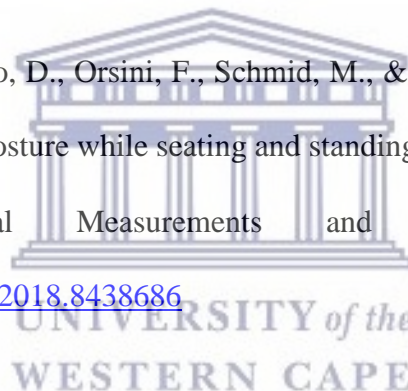 o, D., Orsini, F., Schmid, M., &
osture while seating and standing
al Measurements and
2018.8438686
UNIVERSITY of the
WESTERN CAPE